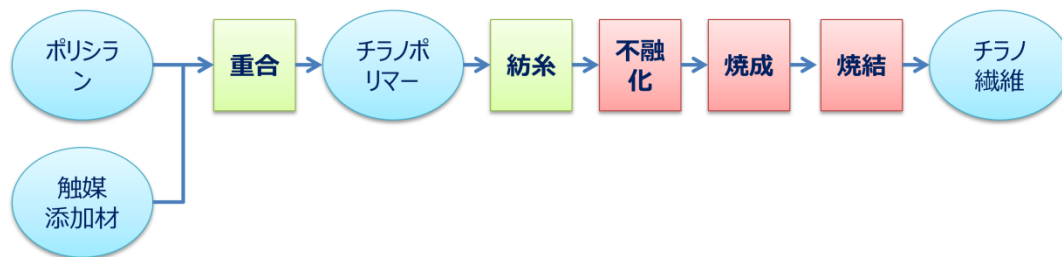 ポリシラ
ン
重合
チラノポ
リマー
紡糸
不融
化
焼成
焼結
チラノ
繊維
触媒
添加材